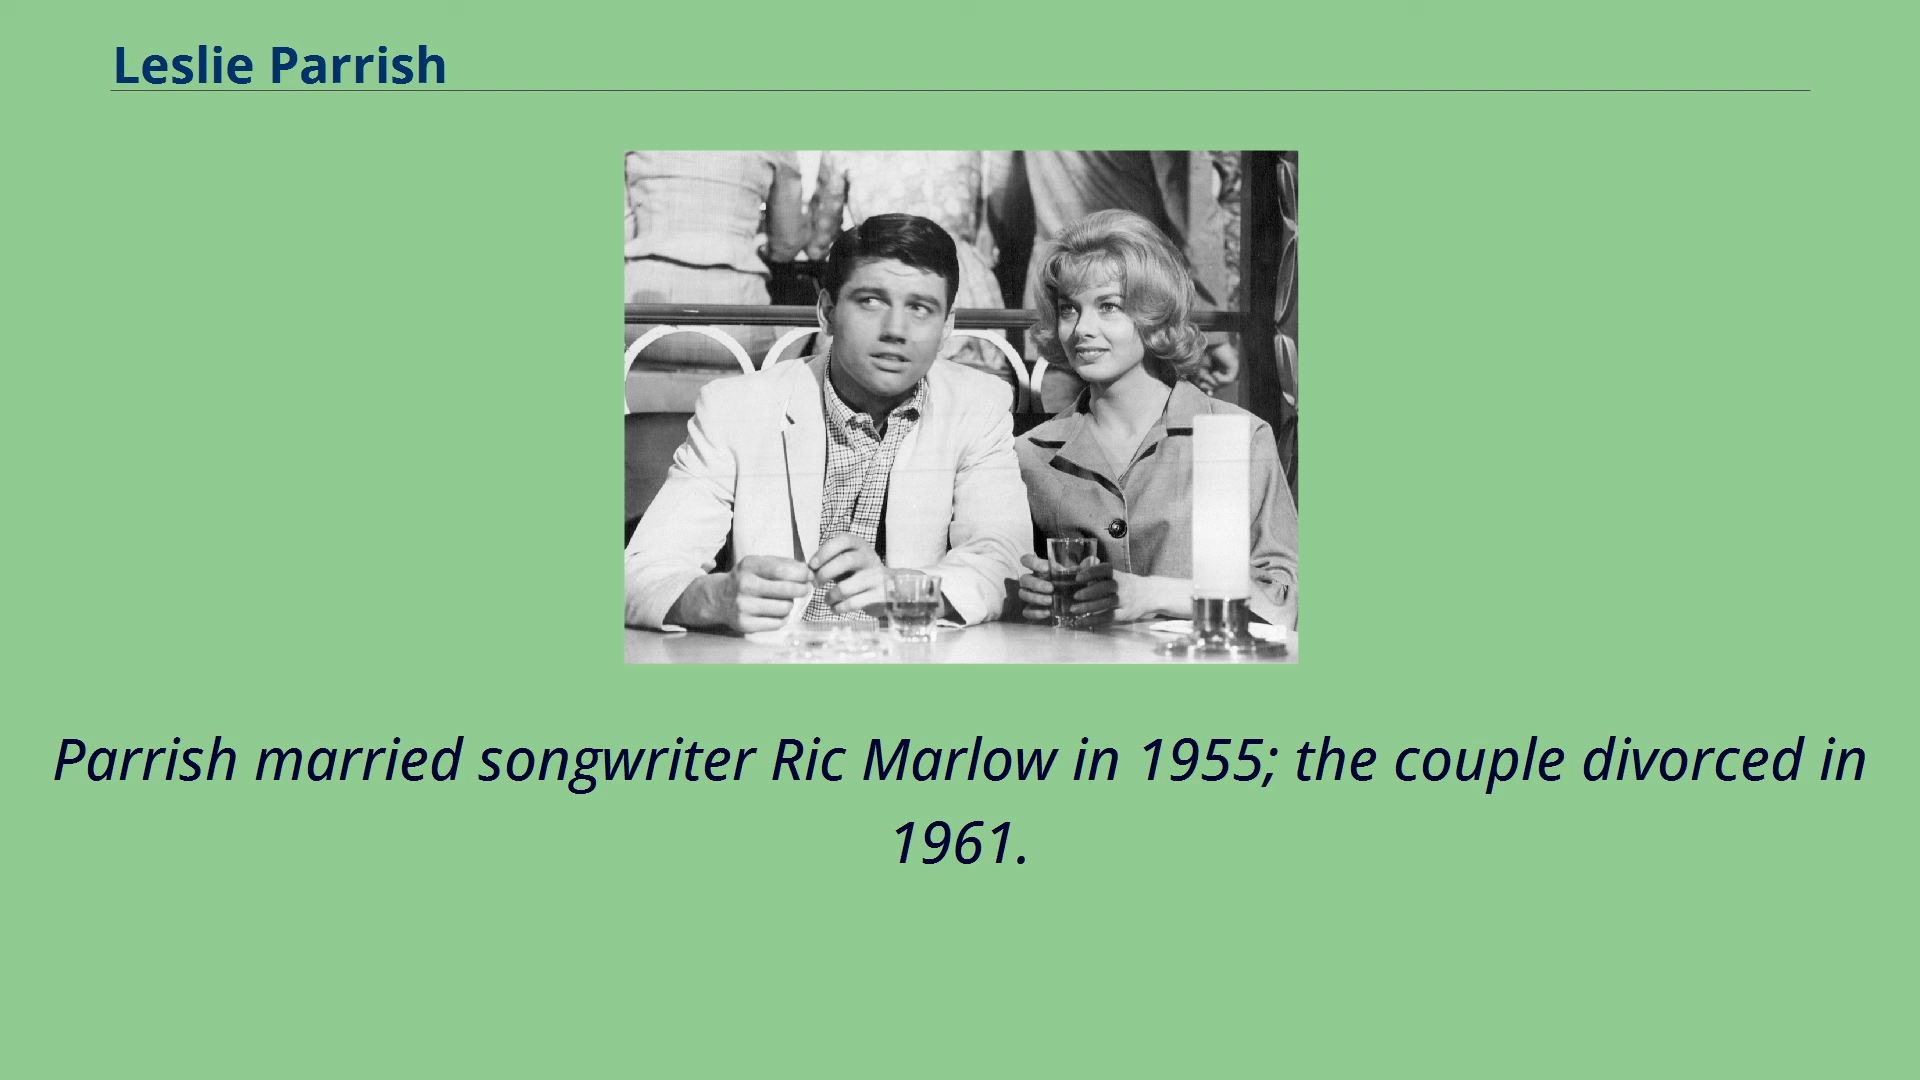 Leslie Parrish
Parrish married songwriter Ric Marlow in 1955; the couple divorced in
1961.